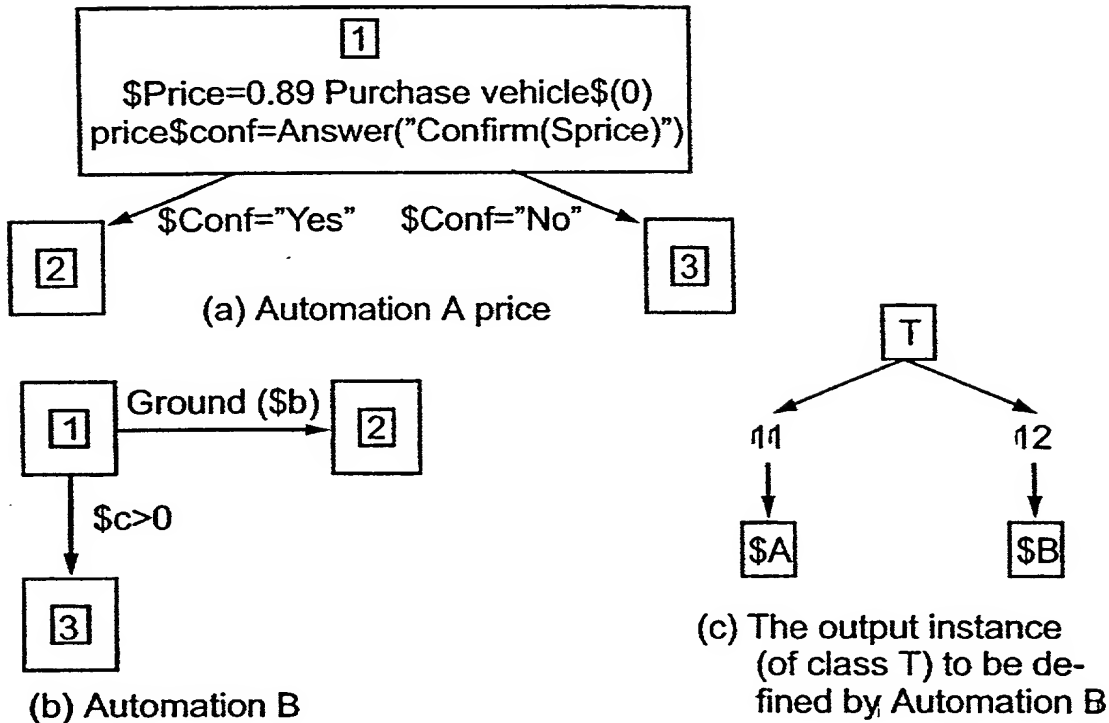 1
$Price=0.89 Purchase vehicle$(0)
price$conf=Answer("Confirm(Sprice)")
$Conf="Yes" $Conf="No"
2
3
(a) Automation A price
T
1
Ground ($b)
2
11
12
$c>0
$A
$B
3
(c) The output instance
(of class T) to be de-
fined by Automation B
(b) Automation B